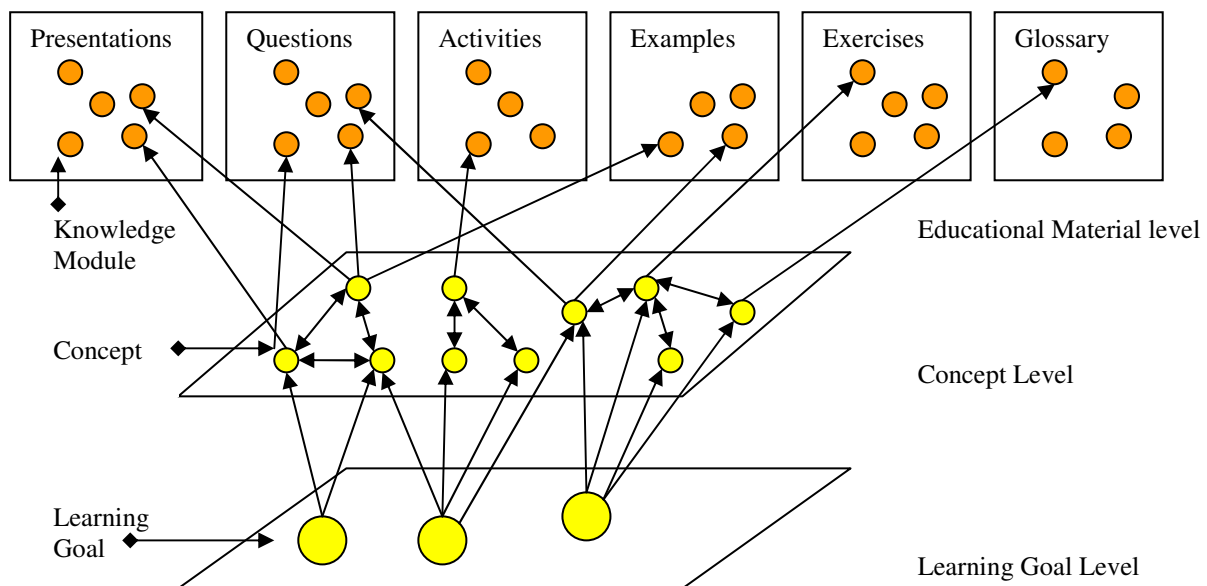 Presentations
Questions
Activities
Examples
Exercises
Glossary
Knowledge
Module
Educational Material level
Concept
Concept Level
Learning
Goal
Learning Goal Level